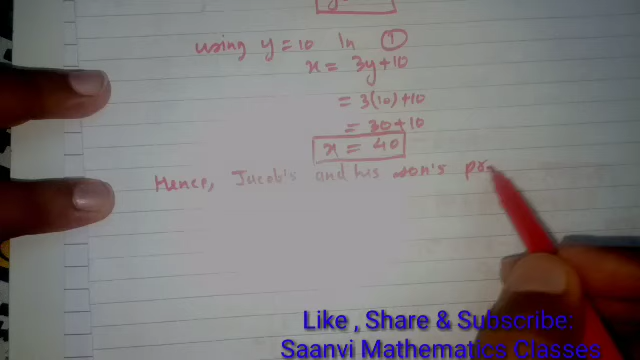 using y = 10 in ①
x = 3y + 10
= 3(10) + 10
= 30 + 10
x = 40
Hence, Jacob's and his son's
Like , Share & Subscribe:
Saanvi Mathematics Classes